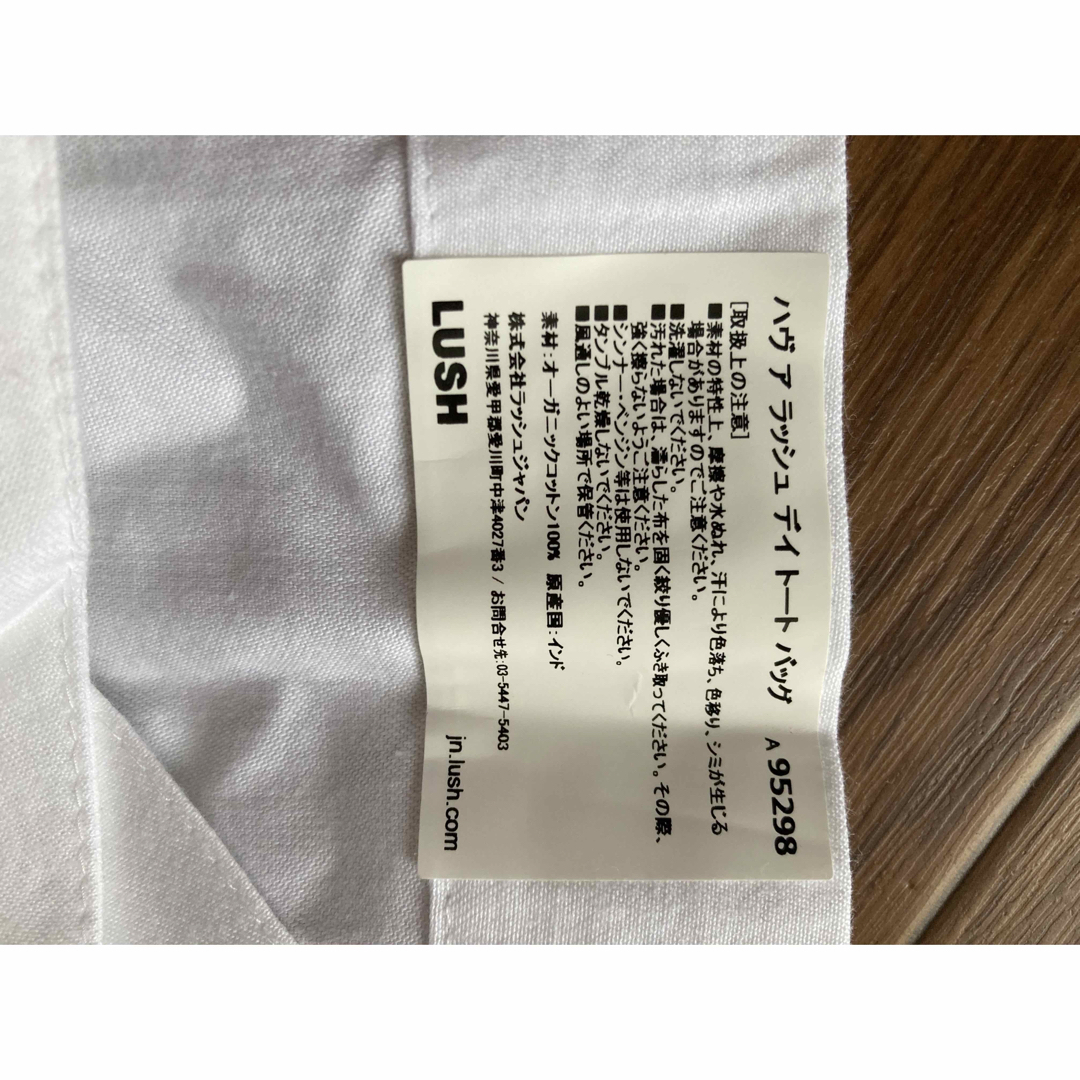 ハヴ ア ラッシュ デイ トート バッグ A 95298
[取扱上の注意]
■素材の特性上、摩擦や水ぬれ、汗により色落ち、色移り、シミが生じる
場合がありますのでご注意ください。
■洗濯しないでください。
■汚れた場合は、濡らした布を固く絞り優しくふき取ってください。その際、
強く擦らないようご注意ください。
■シンナー・ベンジン等は使用しないでください。
■タンブル乾燥しないでください。
■風通しのよい場所で保管ください。
素材:オーガニックコットン100% 原産国:インド
株式会社ラッシュジャパン
神奈川県愛甲郡愛川町中津4027番3 / お問合せ先:03-5447-5403
LUSH jn.lush.com